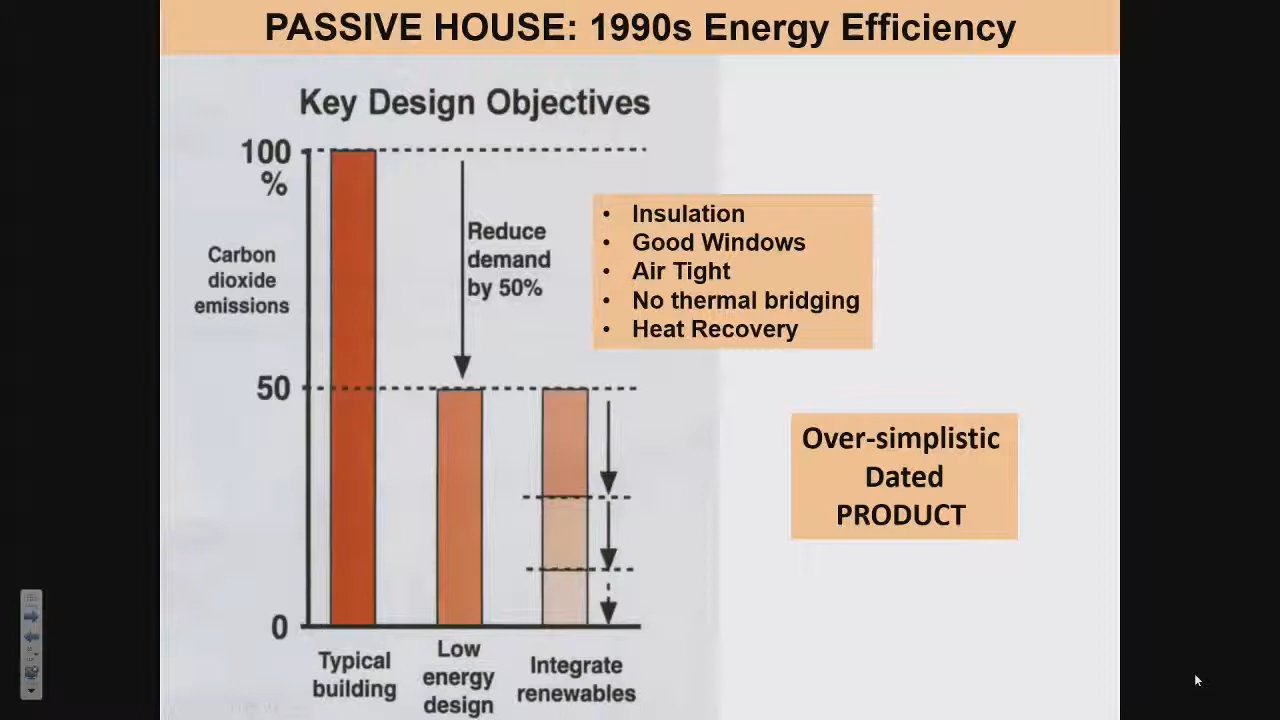 PASSIVE HOUSE: 1990s Energy Efficiency
Key Design Objectives
100
%
Carbon
dioxide
emissions
50
0
Reduce
demand
by 50%
• Insulation
• Good Windows
• Air Tight
• No thermal bridging
• Heat Recovery
Over-simplistic
Dated
PRODUCT
Typical
building
Low
energy
design
Integrate
renewables